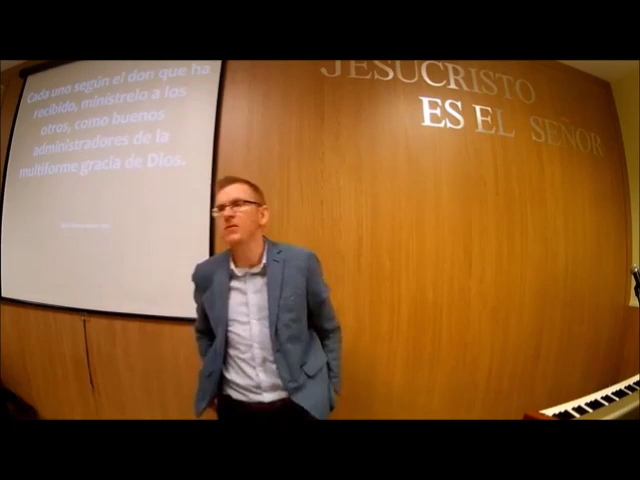 Cada uno según el don que ha
recibido, minístrelo a los
otros, como buenos
administradores de la
multiforme gracia de Dios.
JESUCRISTO
ES EL SEÑOR